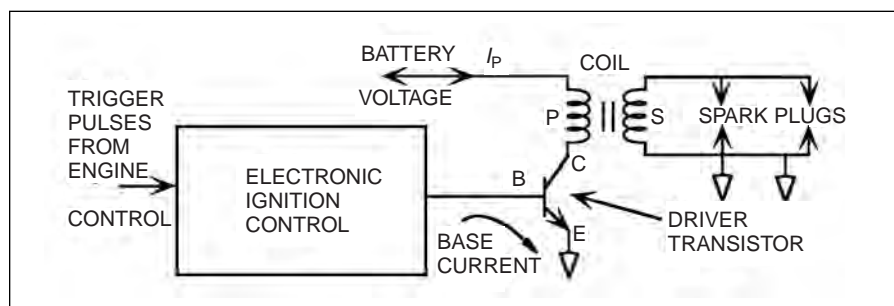 BATTERY
VOLTAGE
I_P
COIL
TRIGGER
PULSES
FROM
ENGINE
CONTROL
P
S
SPARK PLUGS
ELECTRONIC
IGNITION
CONTROL
B
C
E
BASE
CURRENT
DRIVER
TRANSISTOR